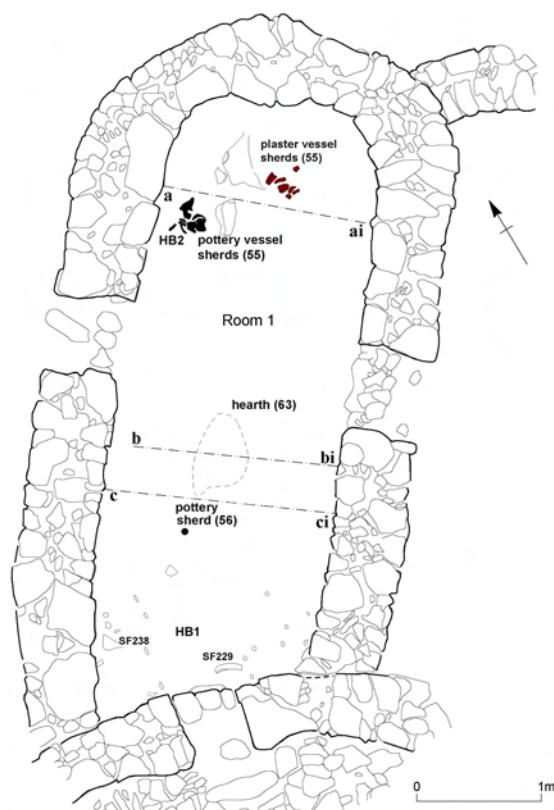 plaster vessel
sherds (55)
a
ai
HB2
pottery vessel
sherds (55)
Room 1
hearth (63)
b
bi
c
ci
pottery
sherd (56)
SF238
HB1
SF229
0
1m